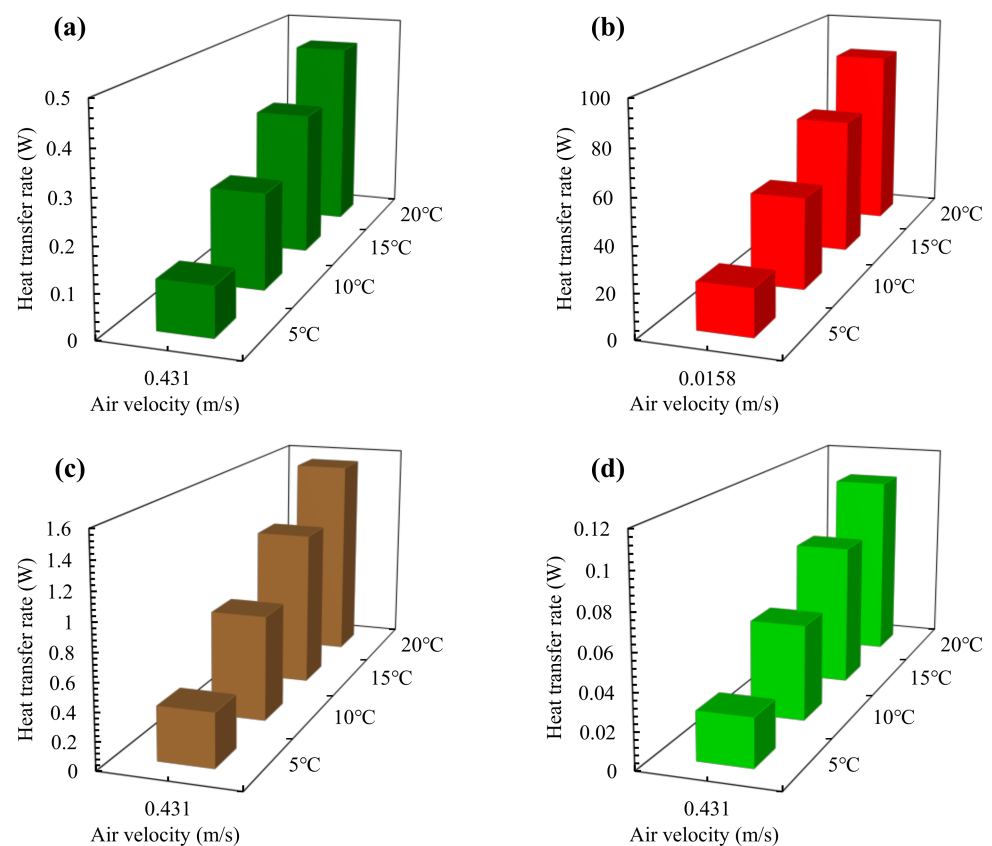 (a)
Heat transfer rate (W)
0.5
0.4
0.3
0.2
0.1
0
20°C
15°C
10°C
5°C
0.431
Air velocity (m/s)
(b)
Heat transfer rate (W)
100
80
60
40
20
0
20°C
15°C
10°C
5°C
0.0158
Air velocity (m/s)
(c)
Heat transfer rate (W)
1.6
1.4
1.2
1
0.8
0.6
0.4
0.2
0
20°C
15°C
10°C
5°C
0.431
Air velocity (m/s)
(d)
Heat transfer rate (W)
0.12
0.1
0.08
0.06
0.04
0.02
0
20°C
15°C
10°C
5°C
0.431
Air velocity (m/s)